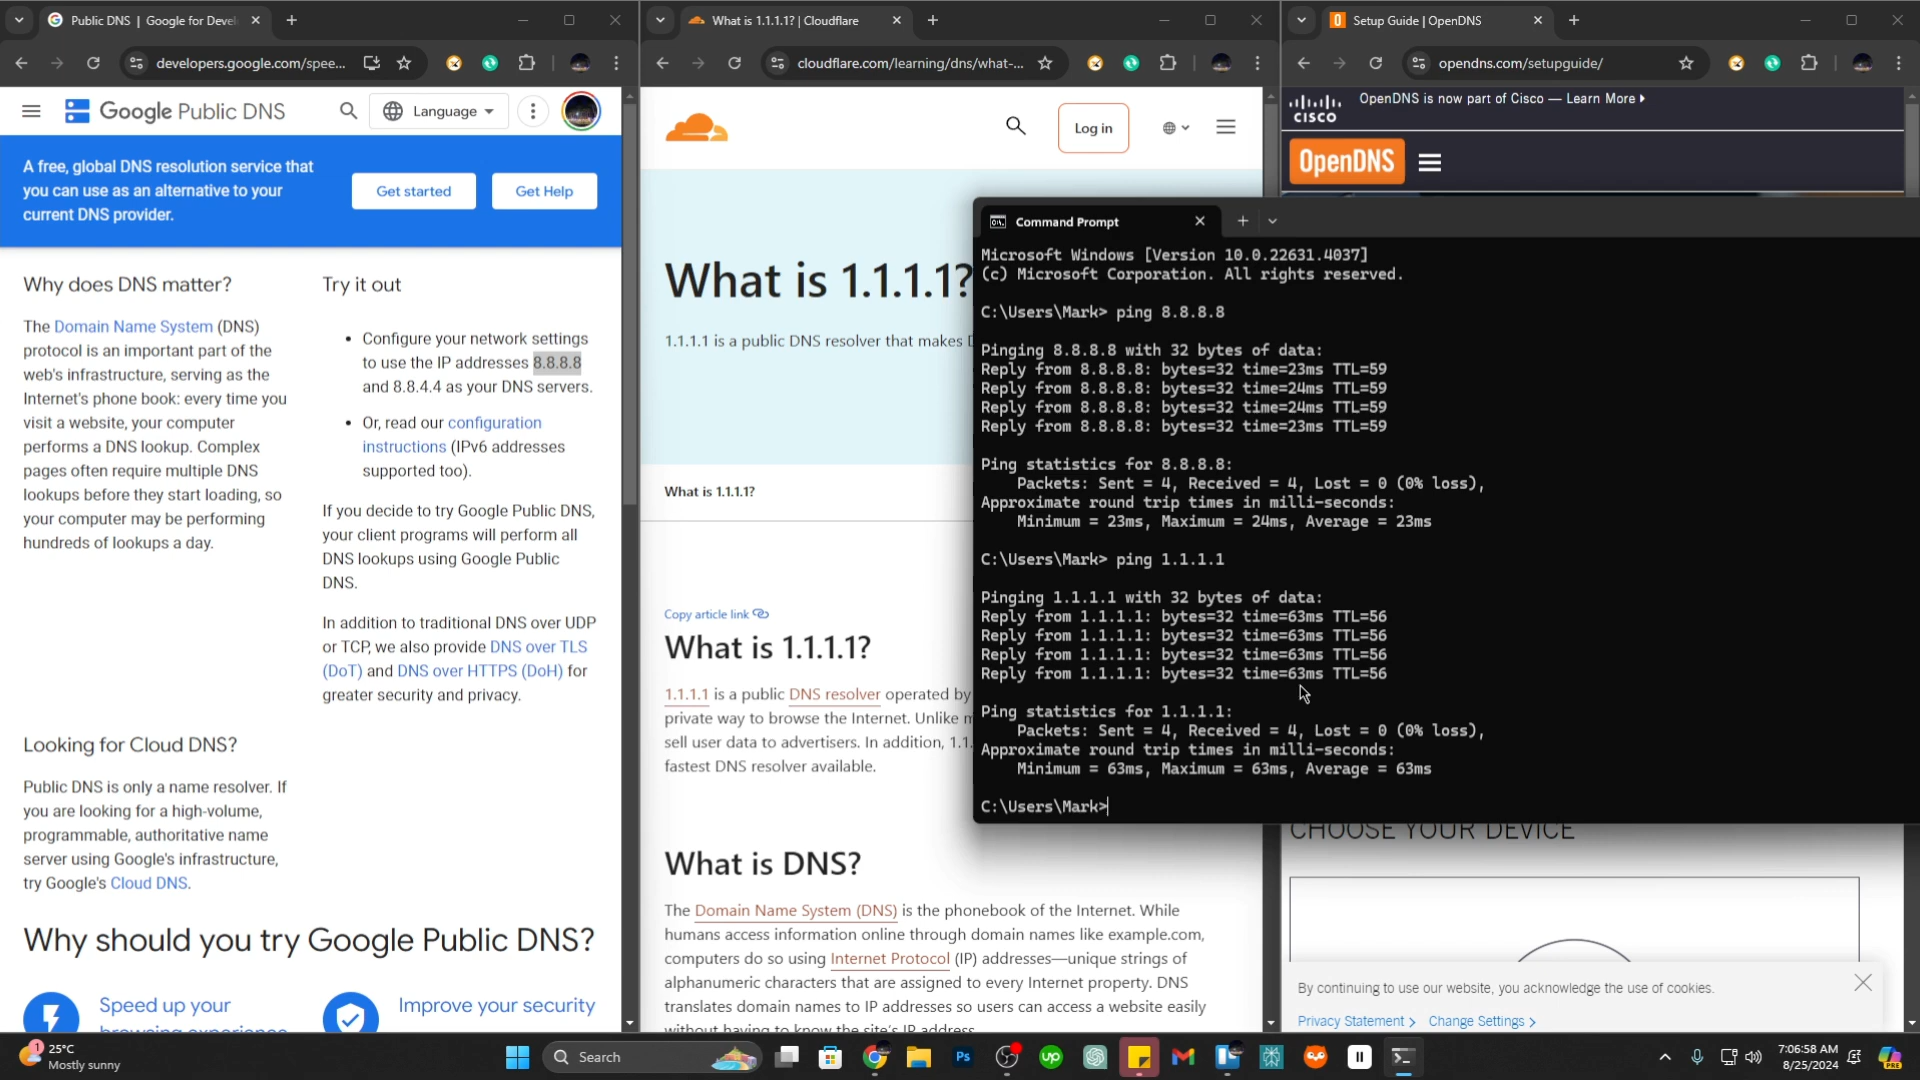 Public DNS | Google for Devel
What is 1.1.1.1? | Cloudflare
Setup Guide | OpenDNS
developers.google.com/spee...
cloudflare.com/learning/dns/what-...
opendns.com/setupguide/
Google Public DNS
Language
A free, global DNS resolution service that
you can use as an alternative to your
current DNS provider.
Get started
Get Help
Why does DNS matter?
The Domain Name System (DNS)
protocol is an important part of the
web's infrastructure, serving as the
Internet's phone book: every time you
visit a website, your computer
performs a DNS lookup. Complex
pages often require multiple DNS
lookups before they start loading, so
your computer may be performing
hundreds of lookups a day.
Try it out
• Configure your network settings
to use the IP addresses 8.8.8.8
and 8.8.4.4 as your DNS servers.
• Or, read our configuration
instructions (IPv6 addresses
supported too).
If you decide to try Google Public DNS,
your client programs will perform all
DNS lookups using Google Public
DNS.
In addition to traditional DNS over UDP
or TCP, we also provide DNS over TLS
(DoT) and DNS over HTTPS (DoH) for
greater security and privacy.
Looking for Cloud DNS?
Public DNS is only a name resolver. If
you are looking for a high-volume,
programmable, authoritative name
server using Google's infrastructure,
try Google's Cloud DNS.
Why should you try Google Public DNS?
Speed up your
browsing experience
Improve your security
Log in
What is 1.1.1.1?
1.1.1.1 is a public DNS resolver that makes
What is 1.1.1.1?
Copy article link
What is 1.1.1.1?
1.1.1.1 is a public DNS resolver operated by
private way to browse the Internet. Unlike
sell user data to advertisers. In addition, 1.1.
fastest DNS resolver available.
What is DNS?
The Domain Name System (DNS) is the phonebook of the Internet. While
humans access information online through domain names like example.com,
computers do so using Internet Protocol (IP) addresses—unique strings of
alphanumeric characters that are assigned to every Internet property. DNS
translates domain names to IP addresses so users can access a website easily
without having to know the site's IP address.
CISCO
OpenDNS is now part of Cisco — Learn More
OpenDNS
Command Prompt
Microsoft Windows [Version 10.0.22631.4037]
(c) Microsoft Corporation. All rights reserved.
C:\Users\Mark> ping 8.8.8.8
Pinging 8.8.8.8 with 32 bytes of data:
Reply from 8.8.8.8: bytes=32 time=23ms TTL=59
Reply from 8.8.8.8: bytes=32 time=24ms TTL=59
Reply from 8.8.8.8: bytes=32 time=24ms TTL=59
Reply from 8.8.8.8: bytes=32 time=23ms TTL=59
Ping statistics for 8.8.8.8:
Packets: Sent = 4, Received = 4, Lost = 0 (0% loss),
Approximate round trip times in milli-seconds:
Minimum = 23ms, Maximum = 24ms, Average = 23ms
C:\Users\Mark> ping 1.1.1.1
Pinging 1.1.1.1 with 32 bytes of data:
Reply from 1.1.1.1: bytes=32 time=63ms TTL=56
Reply from 1.1.1.1: bytes=32 time=63ms TTL=56
Reply from 1.1.1.1: bytes=32 time=63ms TTL=56
Reply from 1.1.1.1: bytes=32 time=63ms TTL=56
Ping statistics for 1.1.1.1:
Packets: Sent = 4, Received = 4, Lost = 0 (0% loss),
Approximate round trip times in milli-seconds:
Minimum = 63ms, Maximum = 63ms, Average = 63ms
C:\Users\Mark>
CHOOSE YOUR DEVICE
By continuing to use our website, you acknowledge the use of cookies.
Privacy Statement >
Change Settings >
1
25°C
Mostly sunny
Search
Ps
up
7:06:58 AM
8/25/2024
PRE